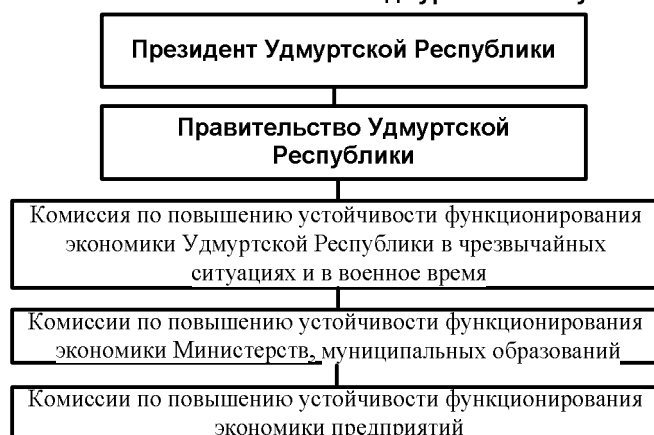 Президент Удмуртской Республики
Правительство Удмуртской
Республики
Комиссия по повышению устойчивости функционирования
экономики Удмуртской Республики в чрезвычайных
ситуациях и в военное время
Комиссии по повышению устойчивости функционирования
экономики Министерств, муниципальных образований
Комиссии по повышению устойчивости функционирования
экономики предприятий